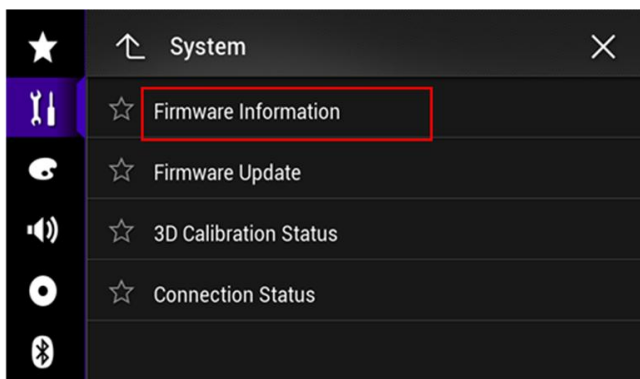 System
Firmware Information
Firmware Update
3D Calibration Status
Connection Status